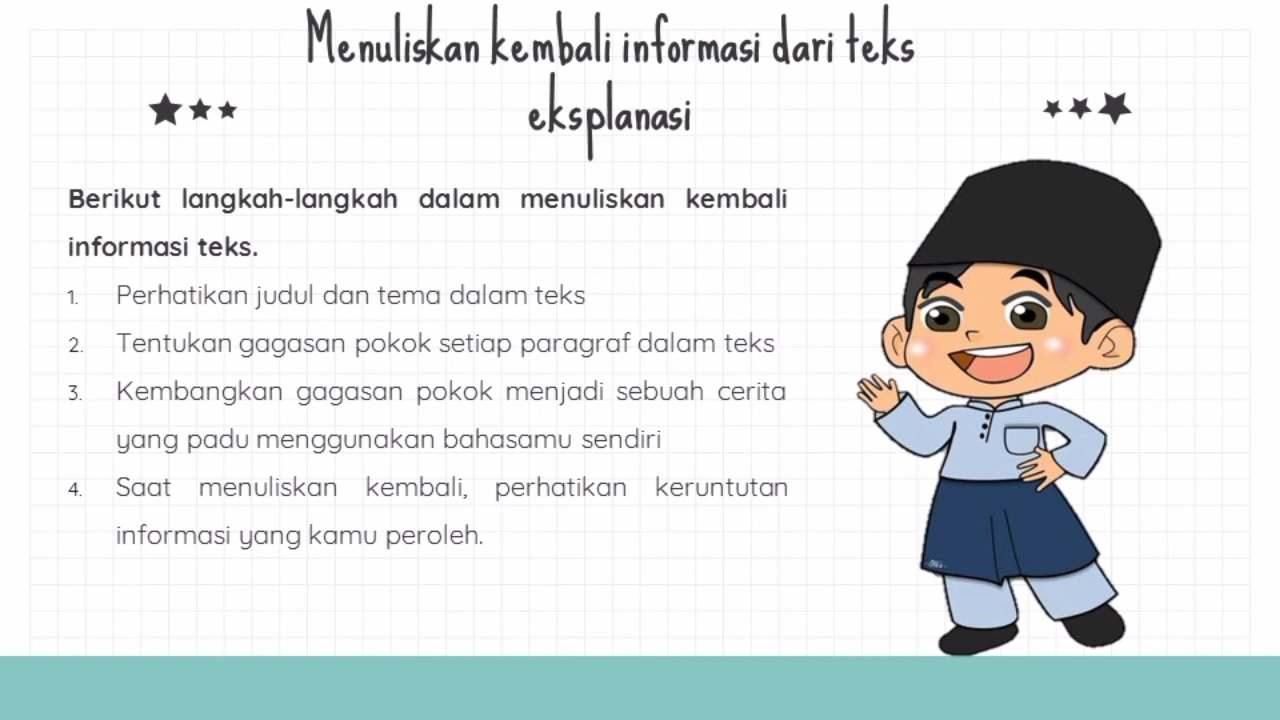 Menuliskan kembali informasi dari teks
eksplanasi
Berikut langkah-langkah dalam menuliskan kembali
informasi teks.
1. Perhatikan judul dan tema dalam teks
2. Tentukan gagasan pokok setiap paragraf dalam teks
3. Kembangkan gagasan pokok menjadi sebuah cerita
yang padu menggunakan bahasamu sendiri
4. Saat menuliskan kembali, perhatikan keruntutan
informasi yang kamu peroleh.